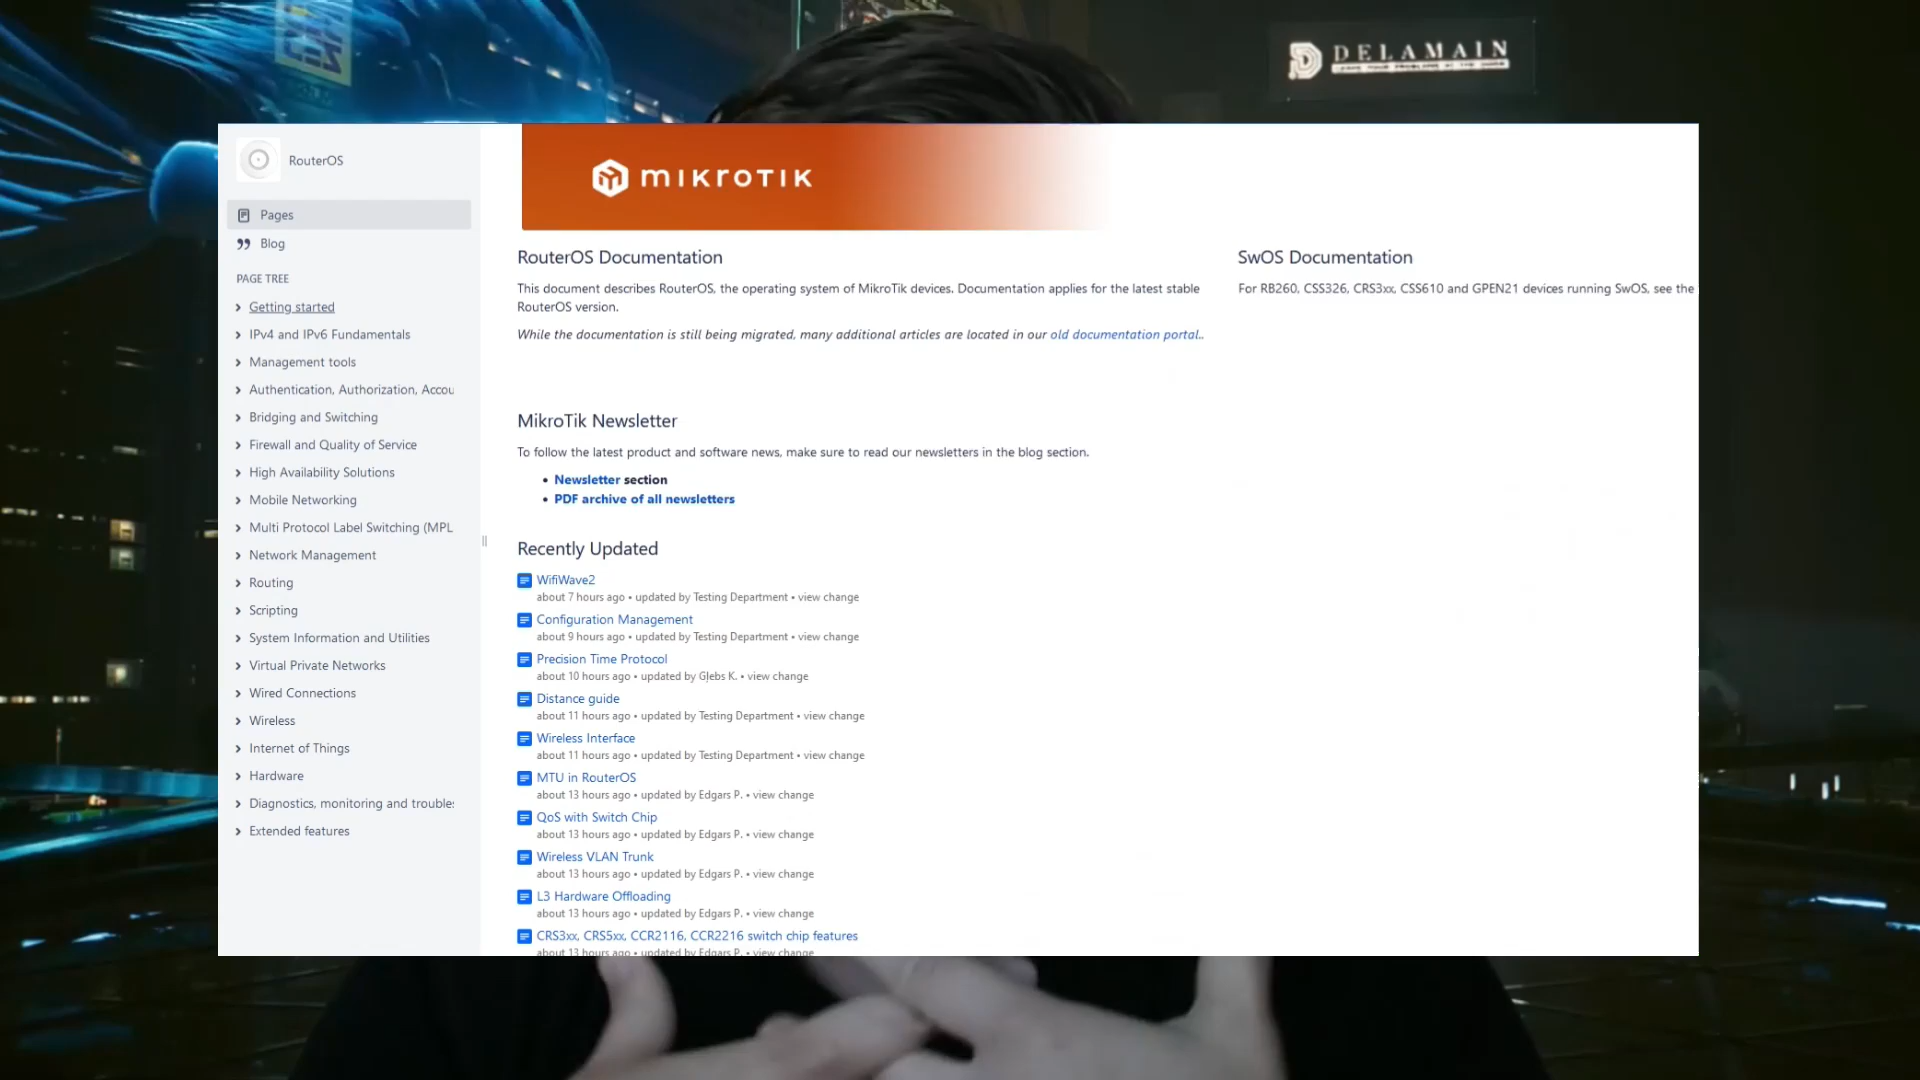 DELAMAIN
RouterOS
Pages
Blog
PAGE TREE
Getting started
IPv4 and IPv6 Fundamentals
Management tools
Authentication, Authorization, Accou
Bridging and Switching
Firewall and Quality of Service
High Availability Solutions
Mobile Networking
Multi Protocol Label Switching (MPL
Network Management
Routing
Scripting
System Information and Utilities
Virtual Private Networks
Wired Connections
Wireless
Internet of Things
Hardware
Diagnostics, monitoring and troubles
Extended features
MIKROTIK
RouterOS Documentation
This document describes RouterOS, the operating system of MikroTik devices. Documentation applies for the latest stable
RouterOS version.
While the documentation is still being migrated, many additional articles are located in our old documentation portal..
SwOS Documentation
For RB260, CSS326, CRS3xx, CSS610 and GPEN21 devices running SwOS, see the
MikroTik Newsletter
To follow the latest product and software news, make sure to read our newsletters in the blog section.
• Newsletter section
• PDF archive of all newsletters
Recently Updated
WifiWave2
about 7 hours ago • updated by Testing Department • view change
Configuration Management
about 9 hours ago • updated by Testing Department • view change
Precision Time Protocol
about 10 hours ago • updated by Glebs K. • view change
Distance guide
about 11 hours ago • updated by Testing Department • view change
Wireless Interface
about 11 hours ago • updated by Testing Department • view change
MTU in RouterOS
about 13 hours ago • updated by Edgars P. • view change
QoS with Switch Chip
about 13 hours ago • updated by Edgars P. • view change
Wireless VLAN Trunk
about 13 hours ago • updated by Edgars P. • view change
L3 Hardware Offloading
about 13 hours ago • updated by Edgars P. • view change
CRS3xx, CRS5xx, CCR2116, CCR2216 switch chip features
about 13 hours ago • updated by Edgars P. • view change